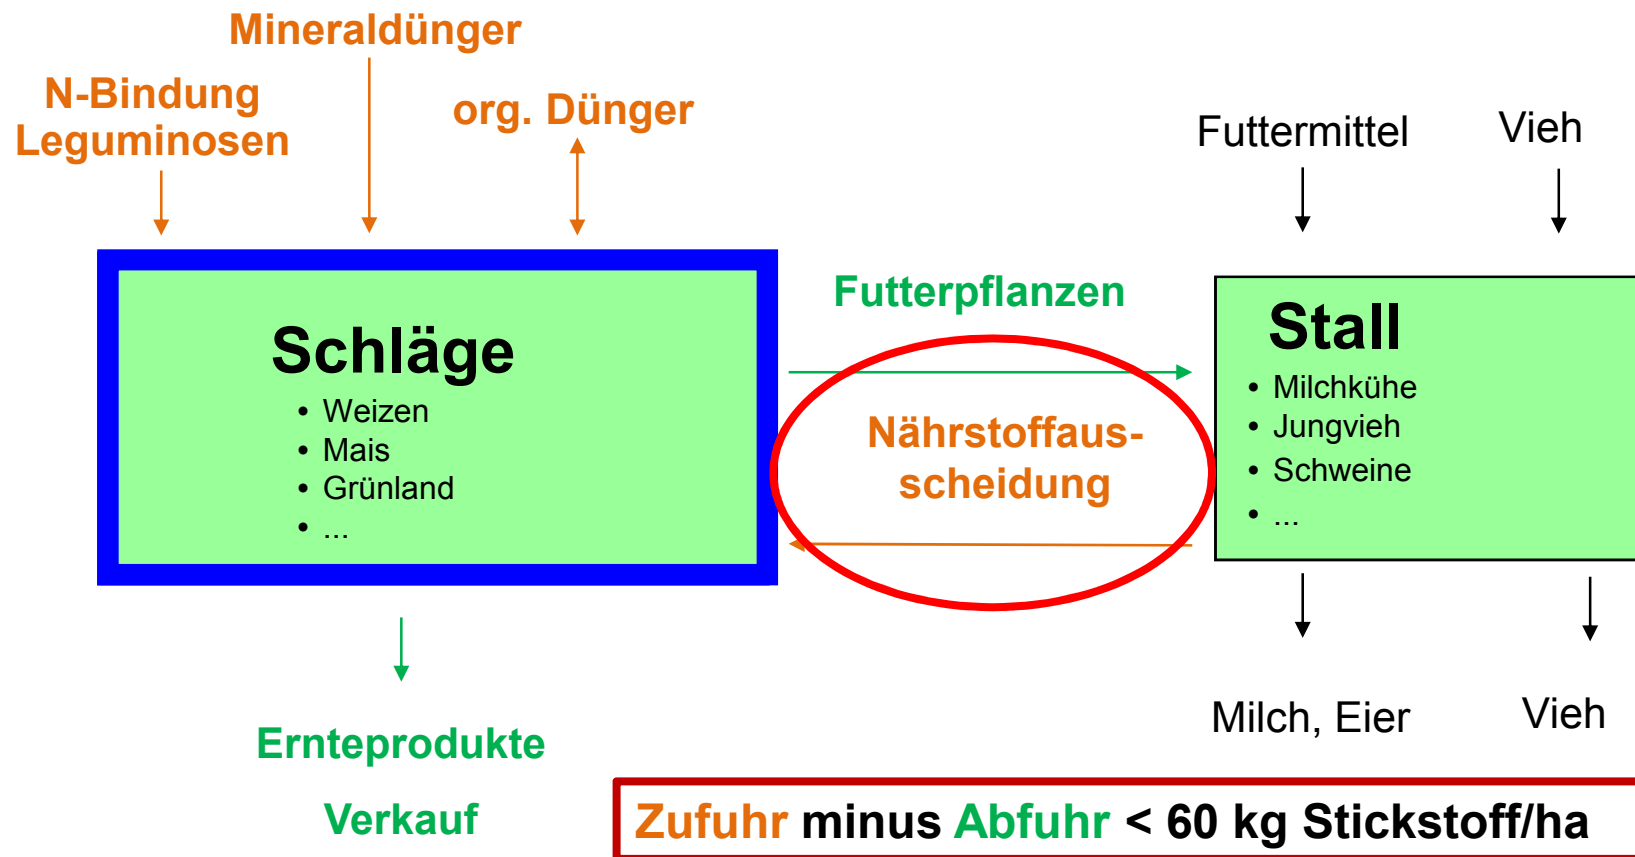 Mineraldünger
N-Bindung
Leguminosen
org. Dünger
Futtermittel
Vieh
Schläge
• Weizen
• Mais
• Grünland
• ...
Futterpflanzen
Nährstoffaus-
scheidung
Stall
• Milchkühe
• Jungvieh
• Schweine
• ...
Ernteprodukte
Verkauf
Milch, Eier
Vieh
Zufuhr minus Abfuhr < 60 kg Stickstoff/ha